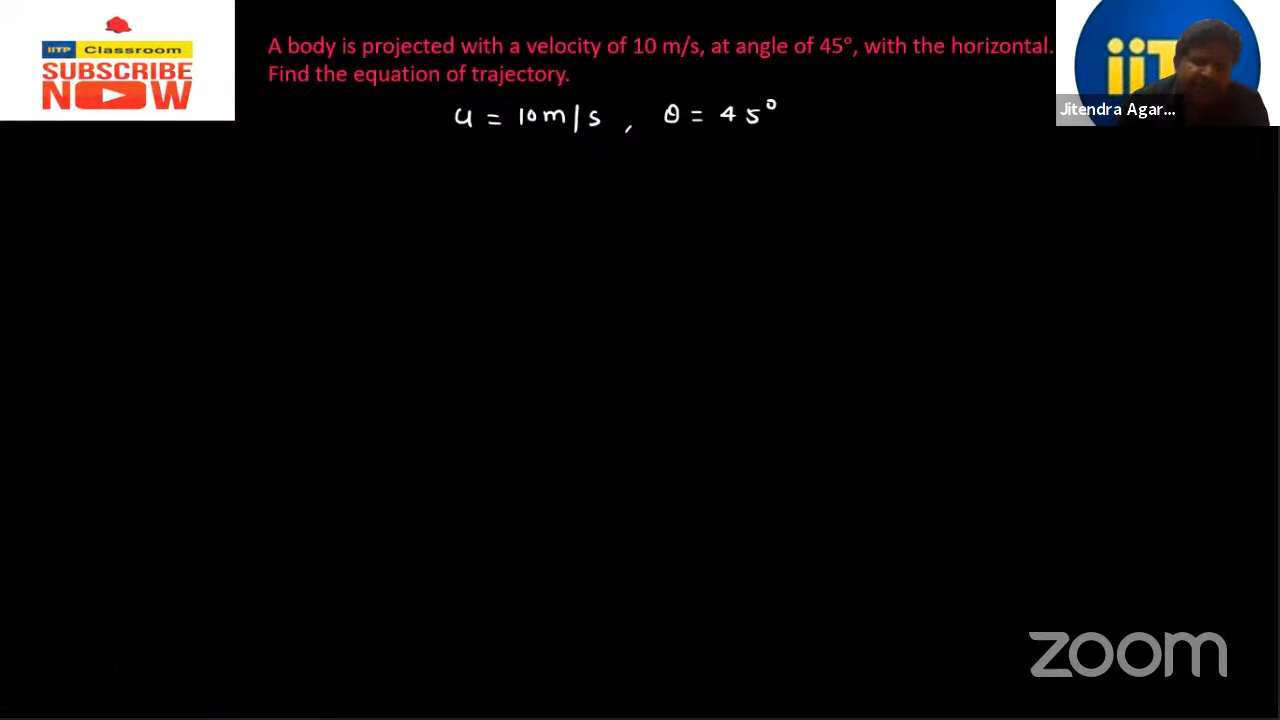 IITP Classroom
SUBSCRIBE
NOW
A body is projected with a velocity of 10 m/s, at angle of 45°, with the horizontal.
Find the equation of trajectory.
u = 10m/s , θ = 45°
iiTP
Jitendra Agar...
zoom